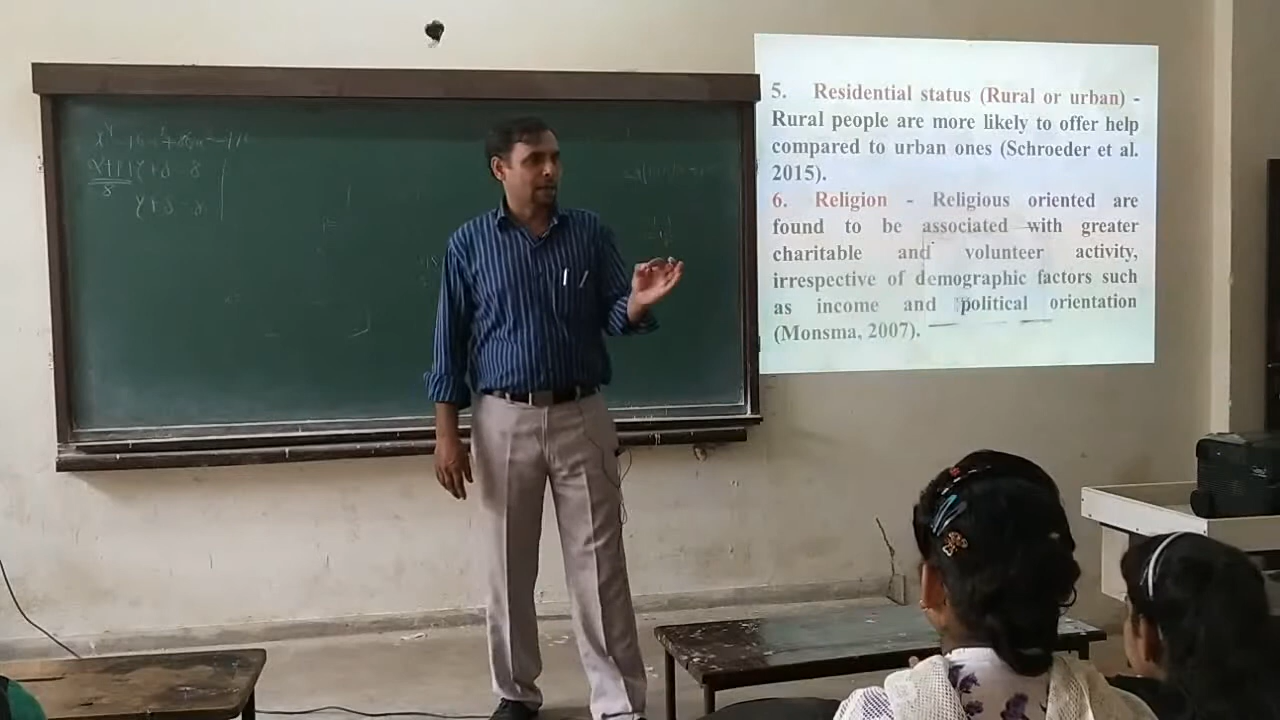 5. Residential status (Rural or urban) -
Rural people are more likely to offer help
compared to urban ones (Schroeder et al.
2015).
6. Religion - Religious oriented are
found to be associated with greater
charitable and volunteer activity,
irrespective of demographic factors such
as income and political orientation
(Monsma, 2007).